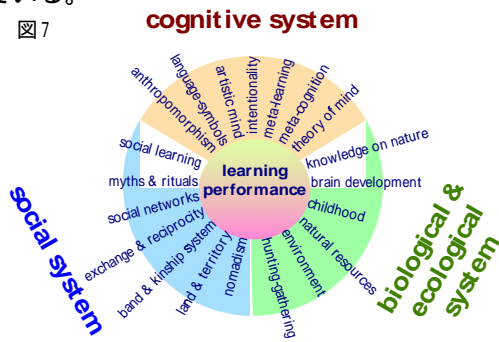 いる。
図7
cognitive system
anthropomorphism
language-symbols
artistic mind
intentionality
meta-learning
meta-cognition
theory of mind
social learning
myths & rituals
social networks
exchange & reciprocity
band & kinship system
land & territory
nomadism
learning
performance
knowledge on nature
brain development
childhood
natural resources
environment
hunting-gathering
social system
biological &
ecological
system